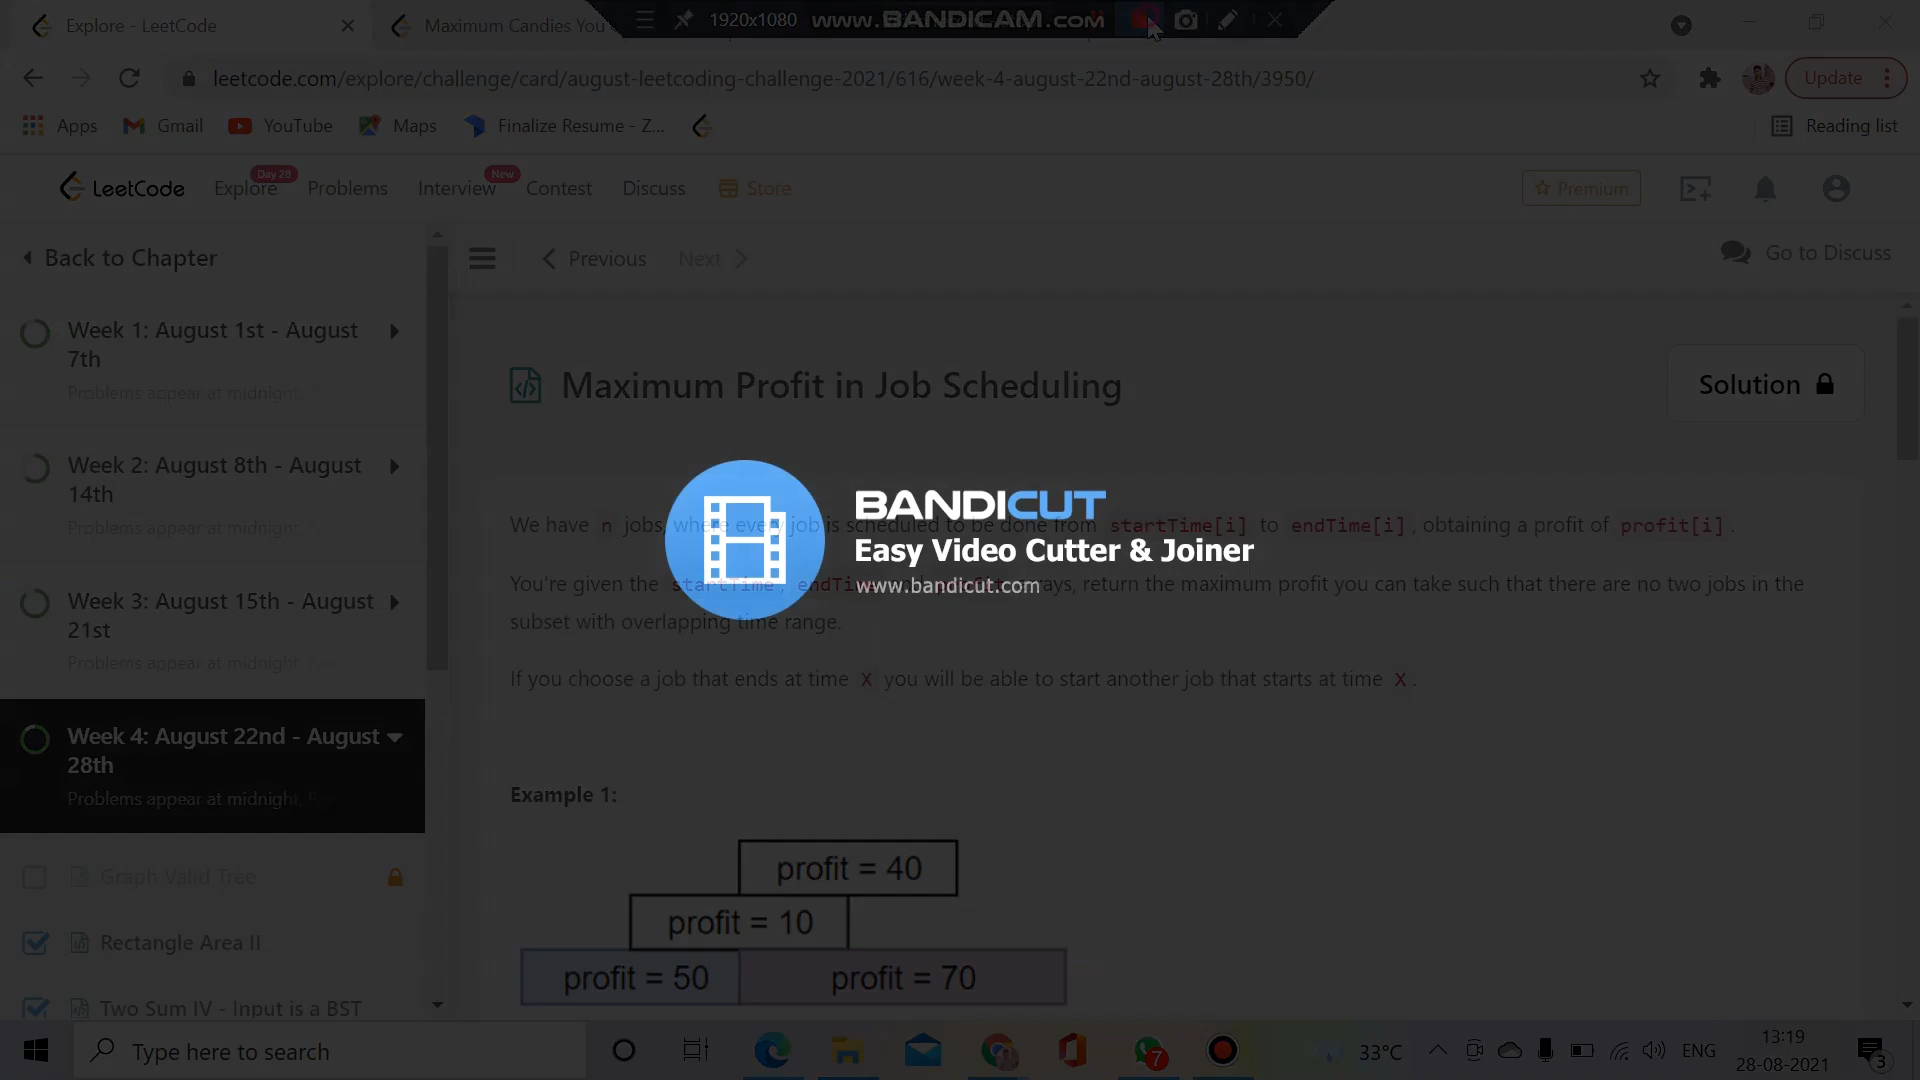 Explore - LeetCode
Maximum Candies You
1920x1080
www.BANDICAM.com
leetcode.com/explore/challenge/card/august-leetcoding-challenge-2021/616/week-4-august-22nd-august-28th/3950/
Update
Apps
Gmail
YouTube
Maps
Finalize Resume - Z...
Reading list
LeetCode
Explore
Day 28
Problems
Interview
New
Contest
Discuss
Store
Premium
Back to Chapter
Previous
Next
Go to Discuss
Week 1: August 1st - August
7th
Problems appear at midnight,
Week 2: August 8th - August
14th
Problems appear at midnight,
Week 3: August 15th - August
21st
Problems appear at midnight,
Week 4: August 22nd - August
28th
Problems appear at midnight,
Graph Valid Tree
Rectangle Area II
Two Sum IV - Input is a BST
Maximum Profit in Job Scheduling
Solution
We have n jobs, where every job is scheduled to be done from startTime[i] to endTime[i], obtaining a profit of profit[i].
You're given the startTime, endTime rays, return the maximum profit you can take such that there are no two jobs in the
subset with overlapping time range.
If you choose a job that ends at time X you will be able to start another job that starts at time X.
BANDICUT
Easy Video Cutter & Joiner
www.bandicut.com
Example 1:
profit = 40
profit = 10
profit = 50
profit = 70
Type here to search
7
33°C
ENG
13:19
28-08-2021
3